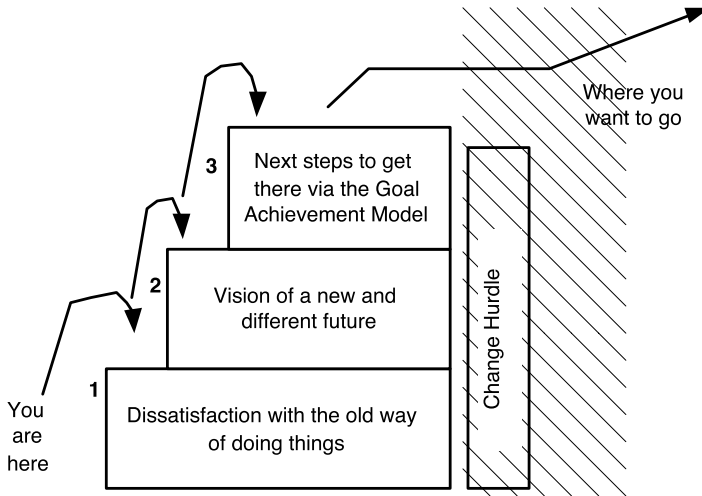 Where you
want to go
3
Next steps to get
there via the Goal
Achievement Model
2
Vision of a new and
different future
Change Hurdle
1
Dissatisfaction with the old way
of doing things
You
are
here